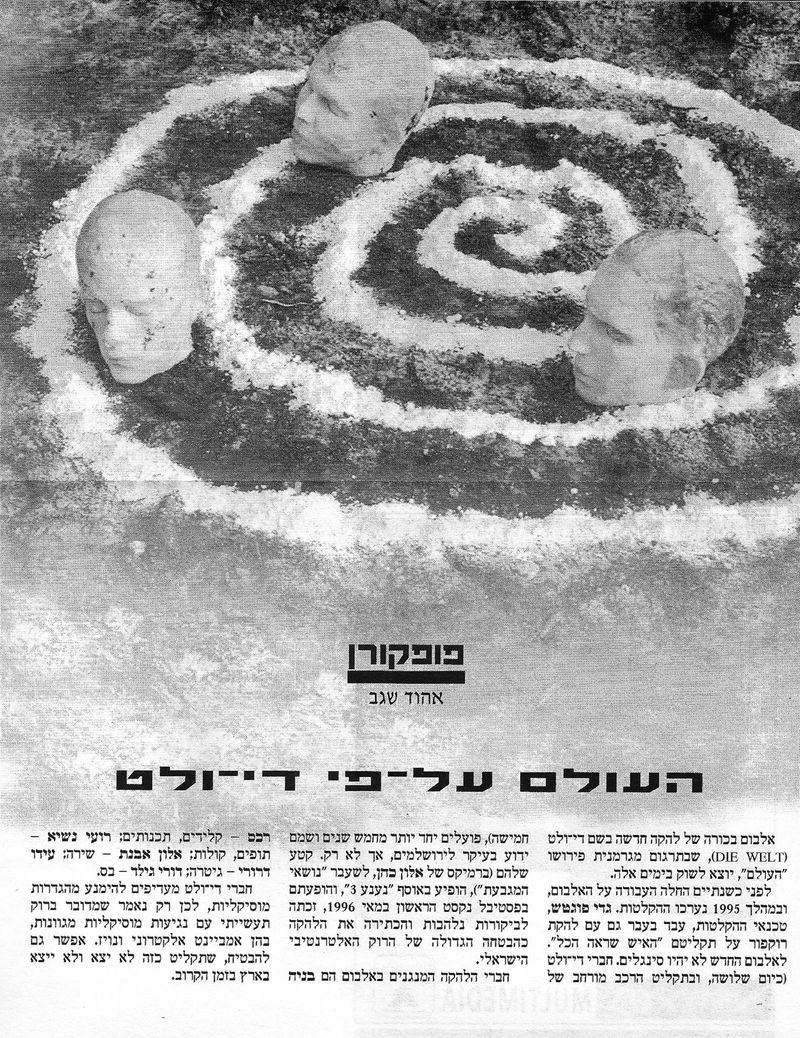 פופקורן
אהוד שגב
העולם על־פי די־ולט
אלבום בכורה של להקה חדשה בשם די־ולט
(DIE WELT), שבתרגום מגרמנית פירושו
"העולם", יוצא לשוק בימים אלה.
לפני כשנתיים החלה העבודה על האלבום,
ובמהלך 1995 נערכו ההקלטות. גדי פוגטש,
טכנאי ההקלטות, עבד בעבר גם עם להקת
רוקפור על תקליטם "האיש שראה הכל".
לאלבום החדש לא יהיו סינגלים. חברי די־ולט
(כיום שלושה, ובתקליט הרכב מורחב של
חמישה), פועלים יחד יותר מחמש שנים ושמם
ידוע בעיקר לירושלמים, אך לא רק. קטע
שלהם (ברמיקס של אלון כהן, לשעבר "נושאי
המגבעת"), הופיע באוסף "נענע 3", והופעתם
בפסטיבל נקסט הראשון במאי 1996, זכתה
לביקורות נלהבות והכתירה את הלהקה
כהבטחה הגדולה של הרוק האלטרנטיבי
הישראלי.
חברי הלהקה המנגנים באלבום הם בניה
רכס – קלידים, תכנותים; רועי נשיא –
תופים, קולות; אלון אבנת – שירה; עידו
דרורי – גיטרה; דורי גילד – בס.
חברי די־ולט מעדיפים להימנע מהגדרות
מוסיקליות, לכן רק נאמר שמדובר ברוק
תעשייתי עם נגיעות מוסיקליות מגוונות,
בהן אמביינט אלקטרוני ונויז. אפשר גם
להבטיח, שתקליט כזה לא יצא ולא ייצא
בארץ בזמן הקרוב.